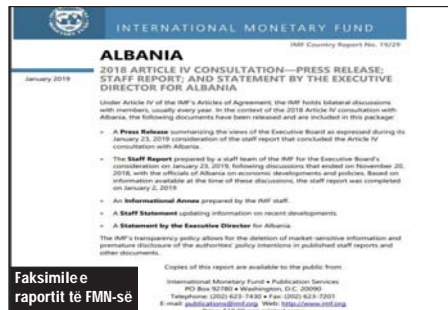 INTERNATIONAL MONETARY FUND
IMF Country Report No. 19/29
ALBANIA
January 2019
2018 ARTICLE IV CONSULTATION—PRESS RELEASE;
STAFF REPORT; AND STATEMENT BY THE EXECUTIVE
DIRECTOR FOR ALBANIA
Under Article IV of the IMF's Articles of Agreement, the IMF holds bilateral discussions
with members, usually every year. In the context of the 2018 Article IV consultation with
Albania, the following documents have been released and are included in this package:
• A Press Release summarizing the views of the Executive Board as expressed during its
January 23, 2019 consideration of the staff report that concluded the Article IV
consultation with Albania.
• The Staff Report prepared by a staff team of the IMF for the Executive Board's
consideration on January 23, 2019, following discussions that ended on November 20,
2018, with the officials of Albania on economic developments and policies. Based on
information available at the time of these discussions, the staff report was completed
on January 2, 2019
• An Informational Annex prepared by the IMF staff.
• A Staff Statement updating information on recent developments.
• A Statement by the Executive Director for Albania
The IMF's transparency policy allows for the deletion of market-sensitive information and
premature disclosure of the authorities' policy intentions in published staff reports and
other documents.
Copies of this report are available to the public from
International Monetary Fund • Publication Services
PO Box 92780 • Washington, D.C. 20090
Telephone: (202) 623-7430 • Fax: (202) 623-7201
E-mail: publications@imf.org Web: http://www.imf.org
Faksimile e
raportit të FMN-së